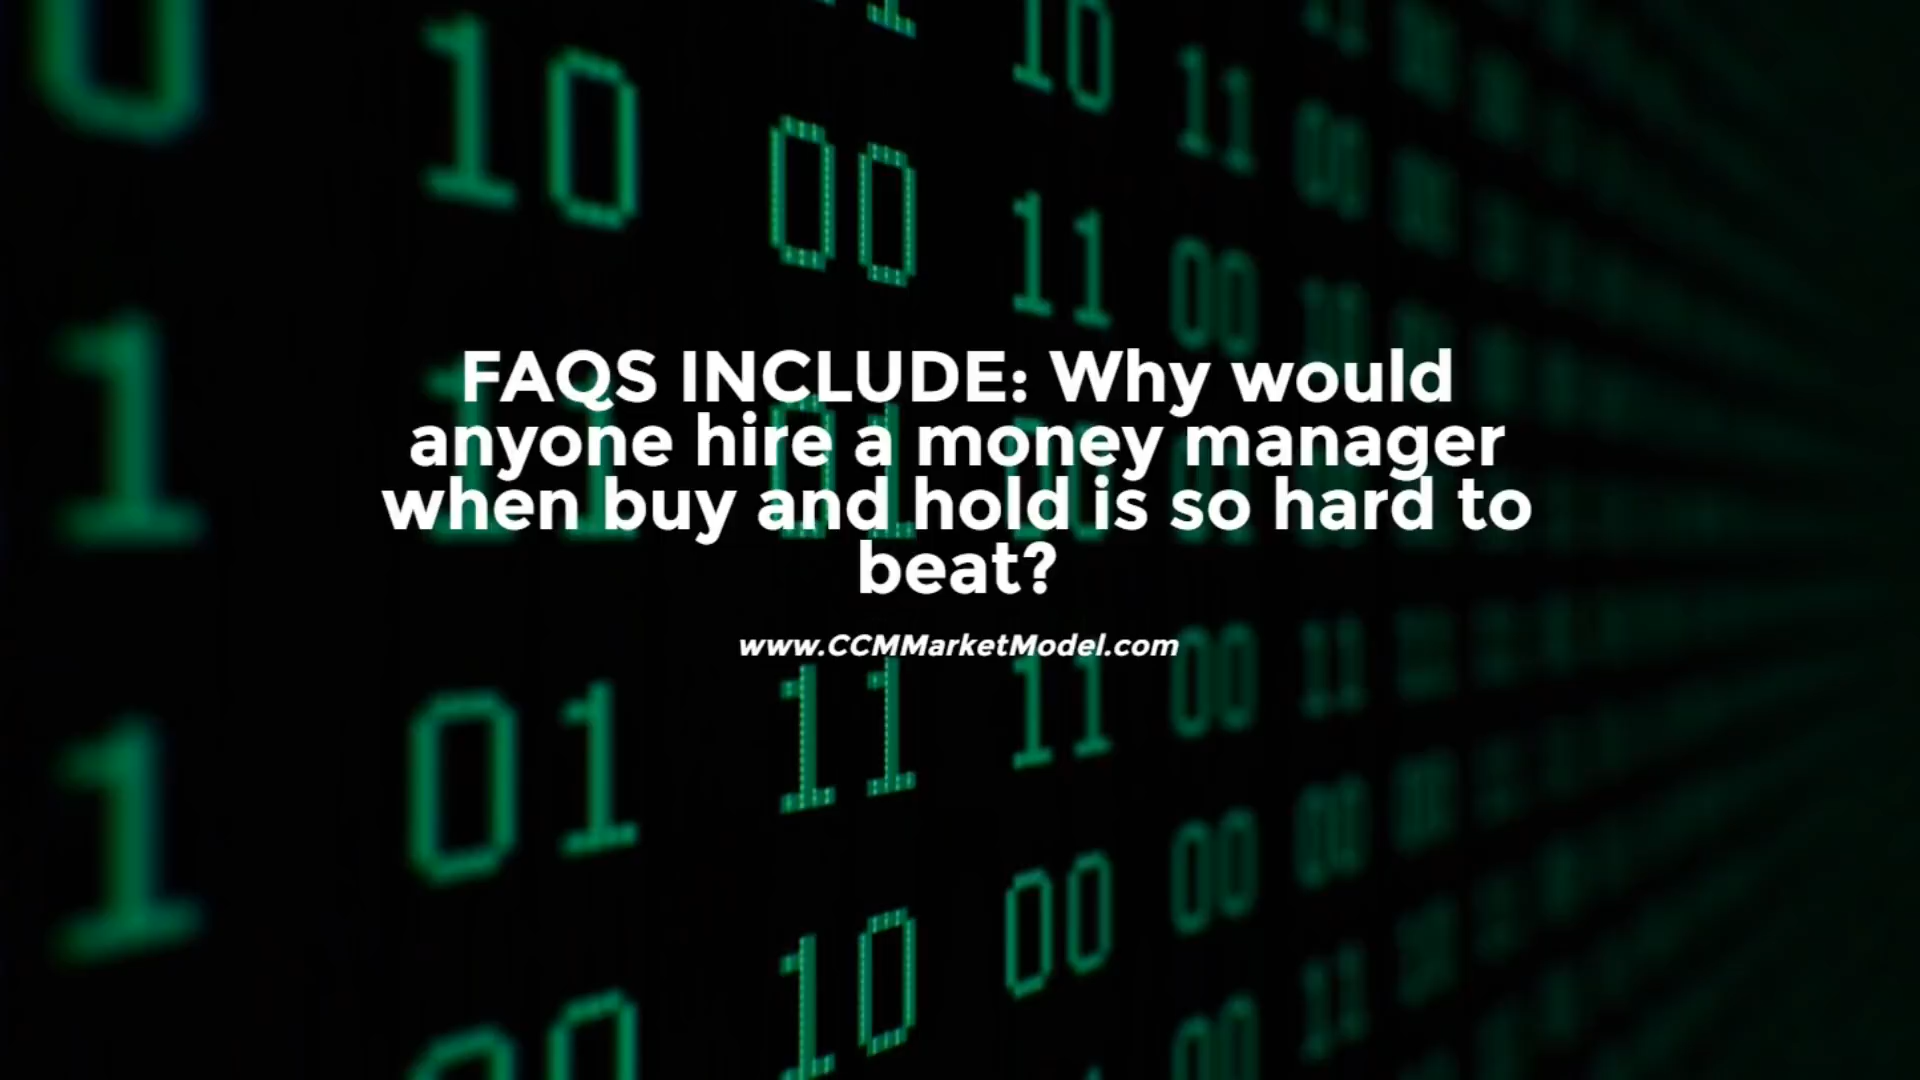 FAQS INCLUDE: Why would
anyone hire a money manager
when buy and hold is so hard to
beat?
www.CCMMarketModel.com